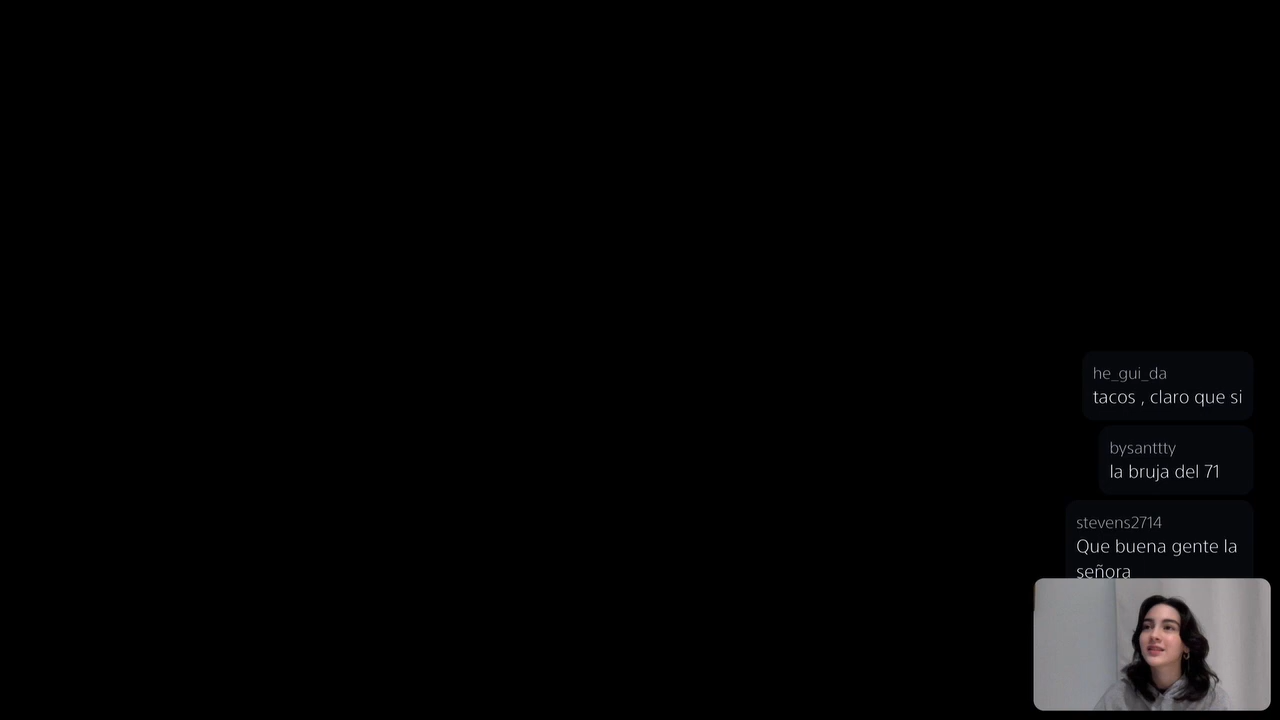 he_gui_da
tacos , claro que si
bysanttty
la bruja del 71
stevens2714
Que buena gente la
señora